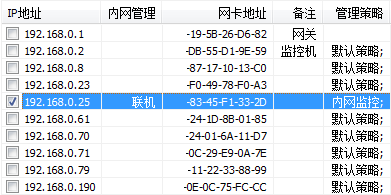 IP地址 内网管理 网卡地址 备注 管理策略
192.168.0.1 -19-5B-26-D6-82 网关
192.168.0.2 -DB-55-D1-9E-59 监控机 默认策略;
192.168.0.8 -87-17-10-13-C0 默认策略;
192.168.0.23 -F0-49-78-F0-A3 默认策略;
192.168.0.25 联机 -83-45-F1-33-2D 内网监控;
192.168.0.61 -24-1D-8B-01-85 默认策略;
192.168.0.70 -24-01-6A-11-D7 默认策略;
192.168.0.71 -0C-29-E9-0A-7E 默认策略;
192.168.0.79 -11-22-33-88-99 默认策略;
192.168.0.190 -0E-0C-75-FC-CC 默认策略;